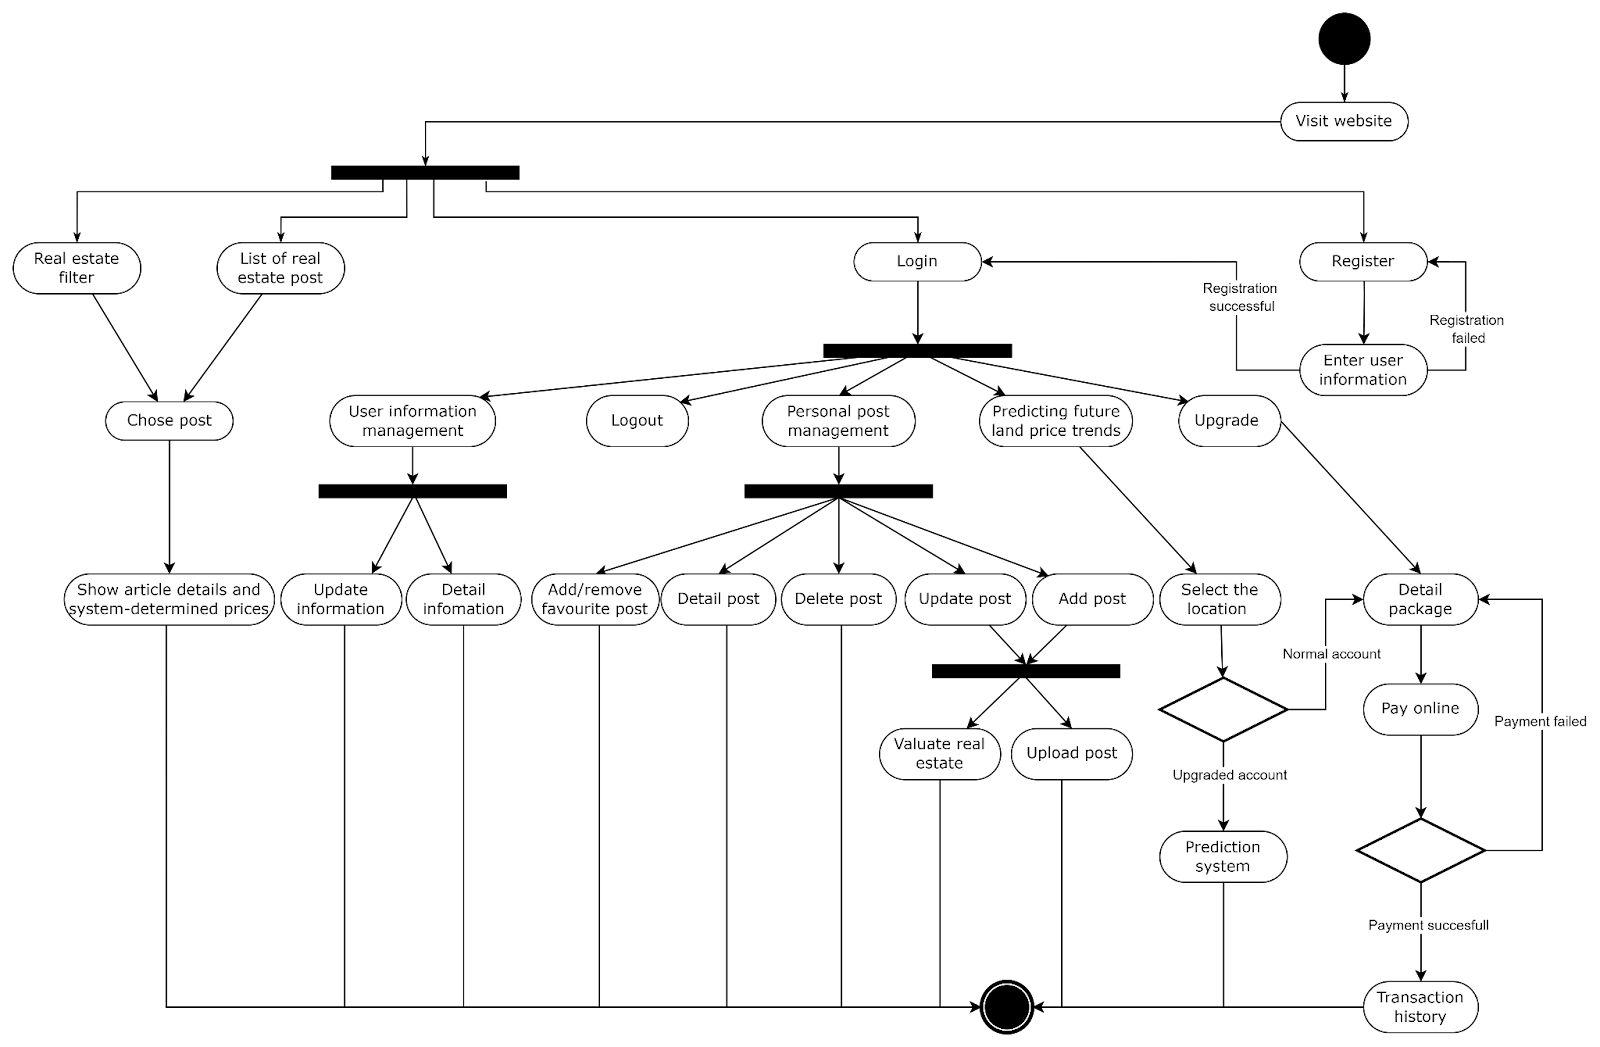 Visit website
Real estate
filter
List of real
estate post
Login
Register
Registration
successful
Registration
failed
Enter user
information
Chose post
User information
management
Logout
Personal post
management
Predicting future
land price trends
Upgrade
Show article details and
system-determined prices
Update
information
Detail
infomation
Add/remove
favourite post
Detail post
Delete post
Update post
Add post
Select the
location
Detail
package
Normal account
Pay online
Payment failed
Valuate real
estate
Upload post
Upgraded account
Prediction
system
Payment succesfull
Transaction
history